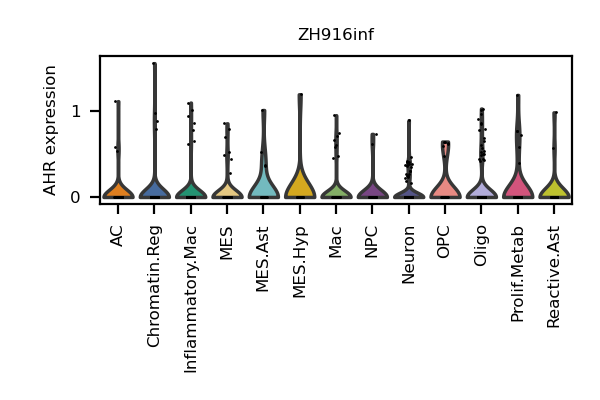 ZH916inf
AHR expression
1
0
AC
Chromatin.Reg
Inflammatory.Mac
MES
MES.Ast
MES.Hyp
Mac
NPC
Neuron
OPC
Oligo
Prolif.Metab
Reactive.Ast